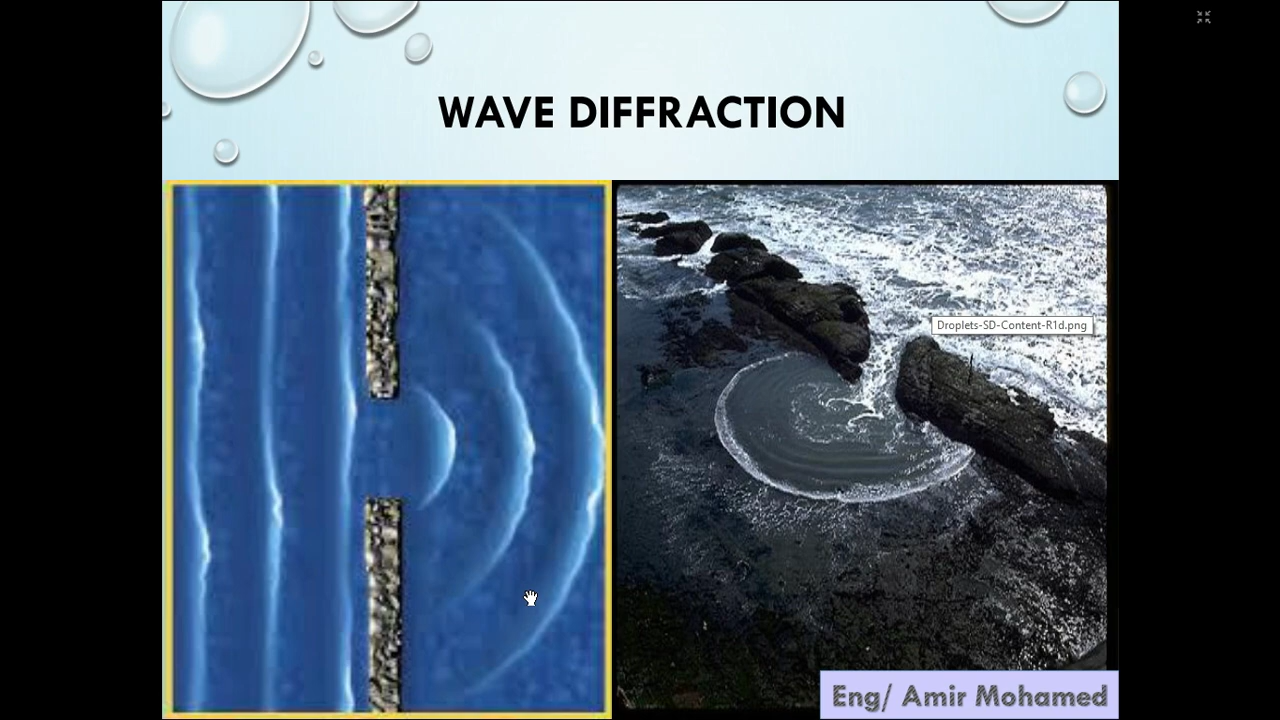 WAVE DIFFRACTION
Droplets-SD-Content-R1d.png
Eng/ Amir Mohamed